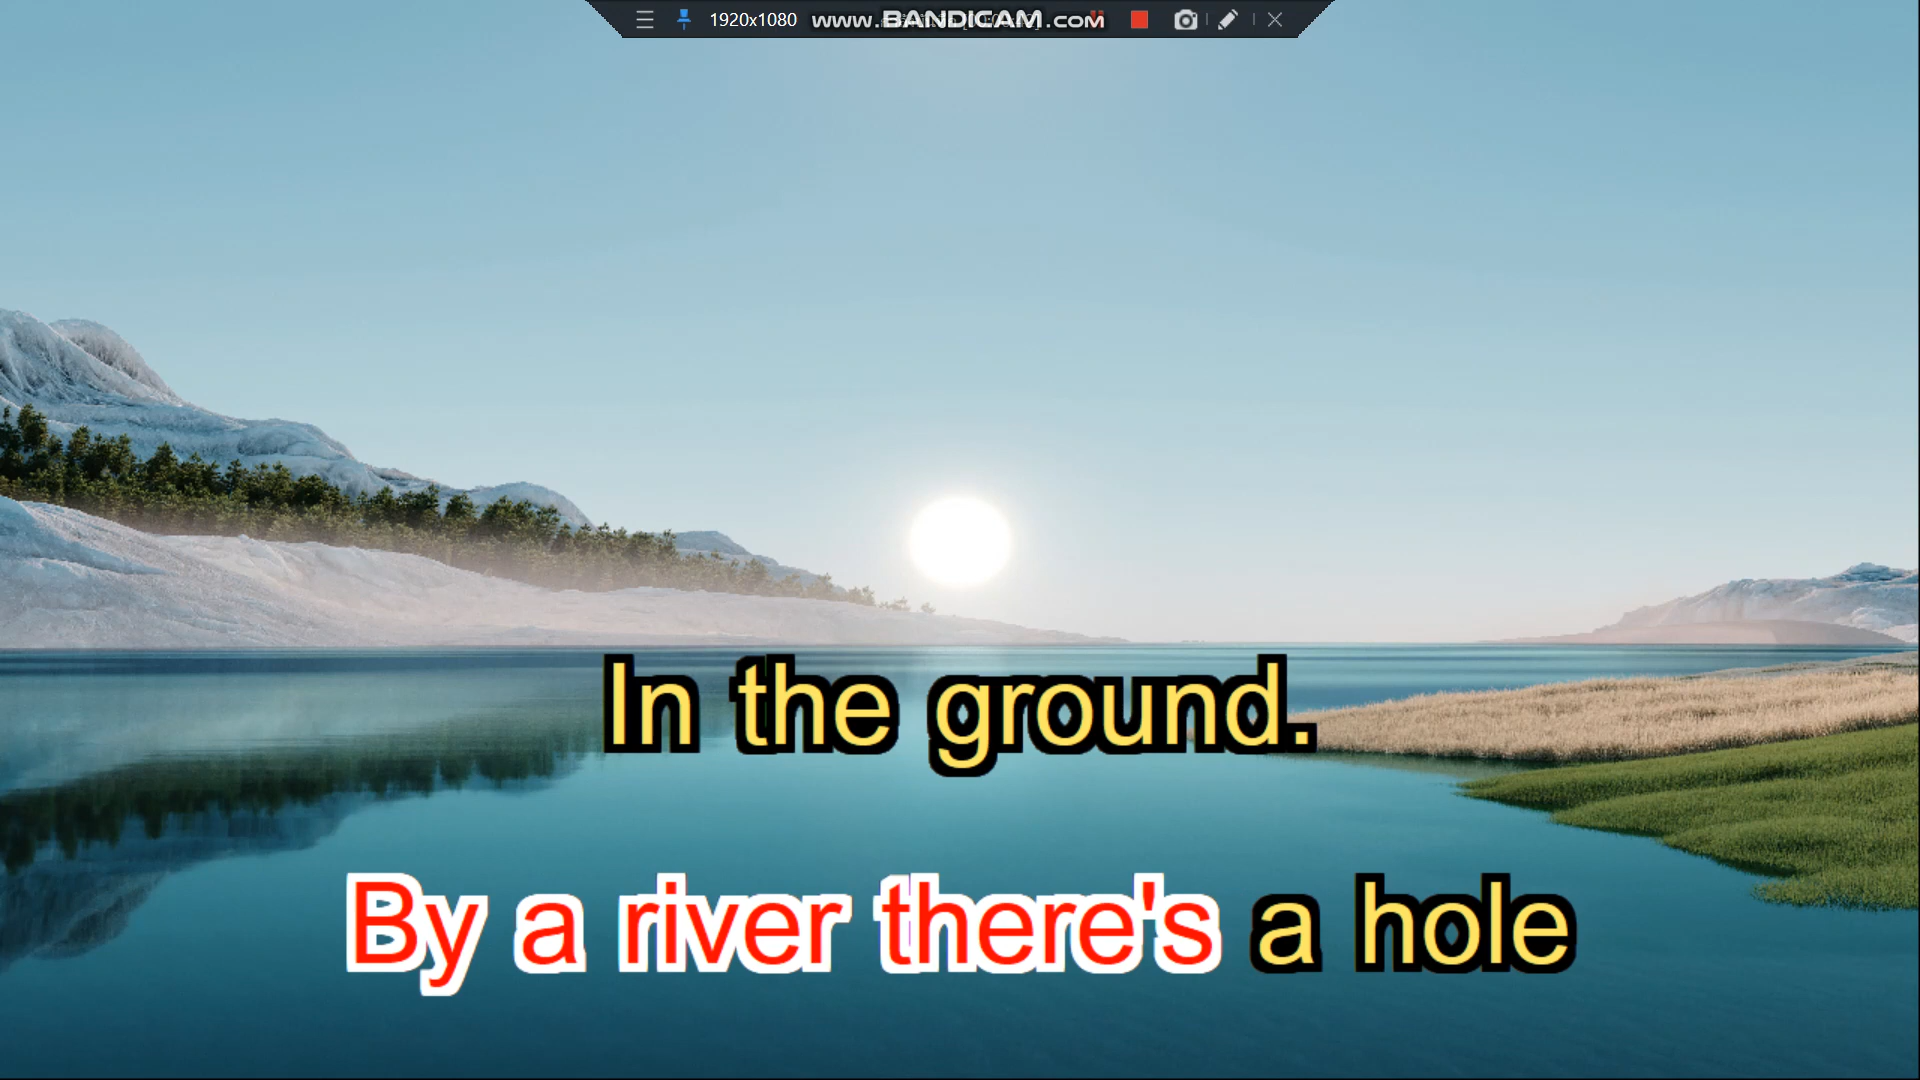 1920x1080 www.BANDICAM.com
In the ground.
By a river there's a hole